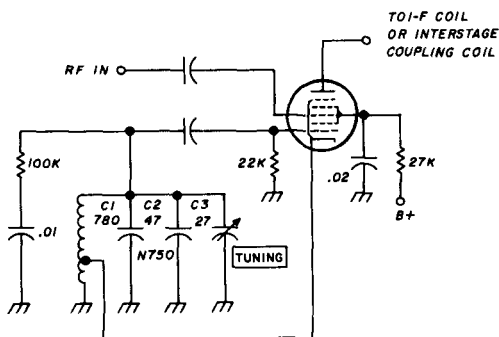 TO I-F COIL
OR INTERSTAGE
COUPLING COIL
RF IN
100K
22K
.02
27K
B+
.01
C1
780
C2
47
C3
27
N750
TUNING